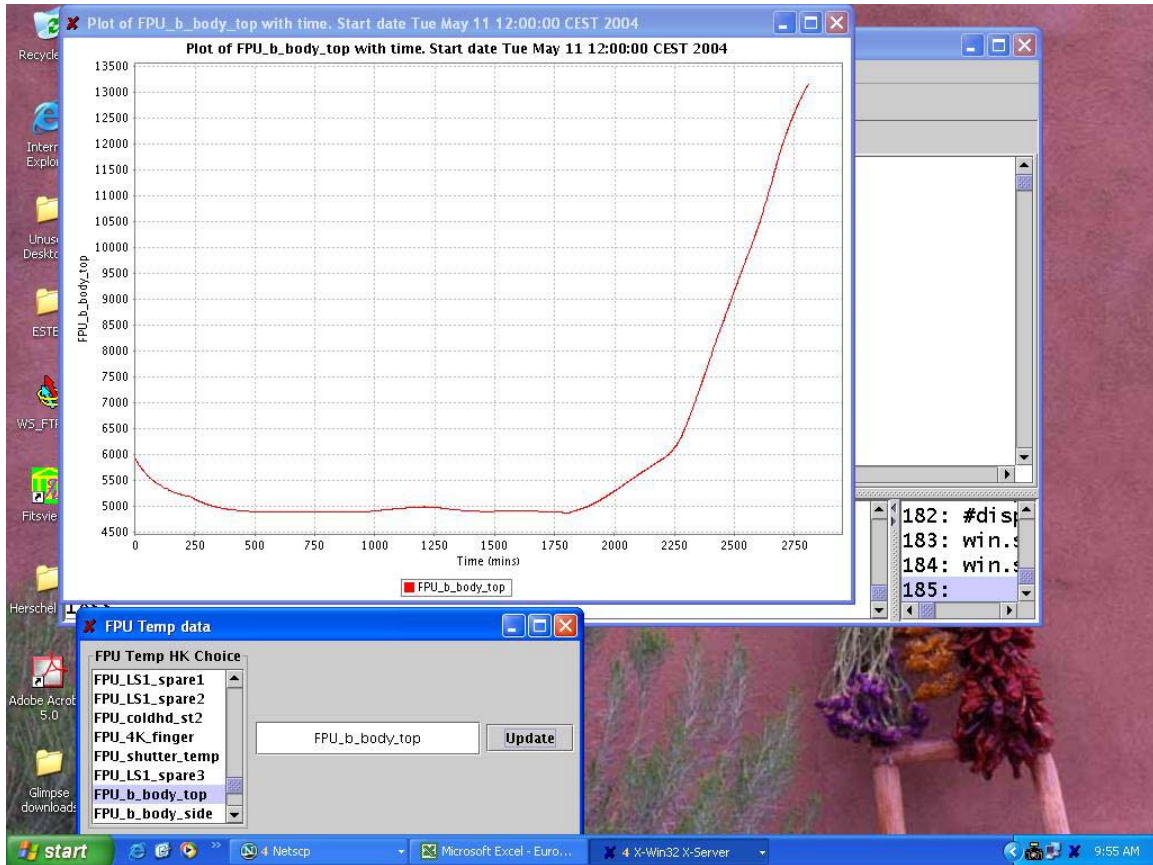 Plot of FPU_b_body_top with time. Start date Tue May 11 12:00:00 CEST 2004
Plot of FPU_b_body_top with time. Start date Tue May 11 12:00:00 CEST 2004
13500
13000
12500
12000
11500
11000
10500
10000
9500
9000
8500
8000
7500
7000
6500
6000
5500
5000
4500
FPU_b_body_top
0 250 500 750 1000 1250 1500 1750 2000 2250 2500 2750
Time (mins)
FPU_b_body_top
Recycle
Intern
Explo
Unus
Deskto
ESTE
WS_FT
Fitsvie
Herschel
Adobe Acrob
5.0
Glimpse
downloads
182: #disp
183: win.s
184: win.s
185:
FPU Temp data
FPU Temp HK Choice
FPU_LS1_spare1
FPU_LS1_spare2
FPU_coldhd_st2
FPU_4K_finger
FPU_shutter_temp
FPU_LS1_spare3
FPU_b_body_top
FPU_b_body_side
FPU_b_body_top
Update
start
4 Netscp
Microsoft Excel - Euro...
4 X-Win32 X-Server
9:55 AM